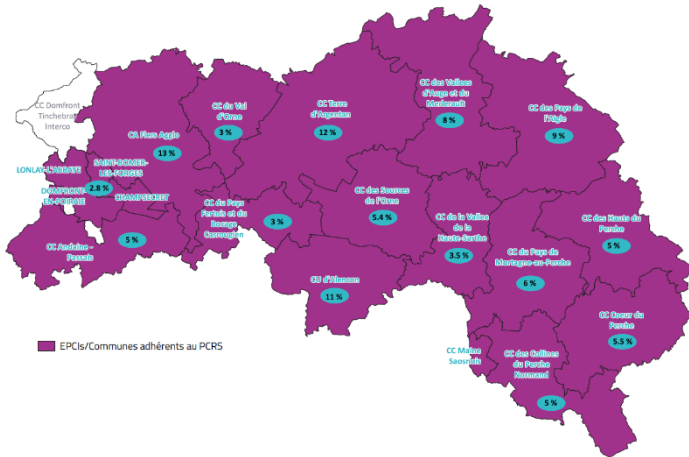 CC Domfront
Tinchebray
Interco
CA Flers Agglo
13 %
CC du Val
d'Orne
3 %
CC Terre
d'Argentan
12 %
CC des Vallées
d'Auge et du
Merlerault
8 %
CC des Pays de
l'Aigle
9 %
LONLAY-L'ABBAYE
SAINT-BOMER-
LES-FORGES
2.8 %
DOMFRONT-
EN-POIRAIE
CHAMPSECRET
CC Andaine -
Passais
5 %
CC du Pays
Fertois et du
Bocage
Carrougien
3 %
CC des Sources
de l'Orne
5.4 %
CC de la Vallée
de la
Haute-Sarthe
3.5 %
CC des Hauts du
Perche
5 %
CC du Pays de
Mortagne-au-Perche
6 %
CU d'Alencon
11 %
CC Coeur du
Perche
5.5 %
CC Maine
Saosnois
CC des Collines
du Perche
Normand
5 %
EPCIs/Communes adhérents au PCRS